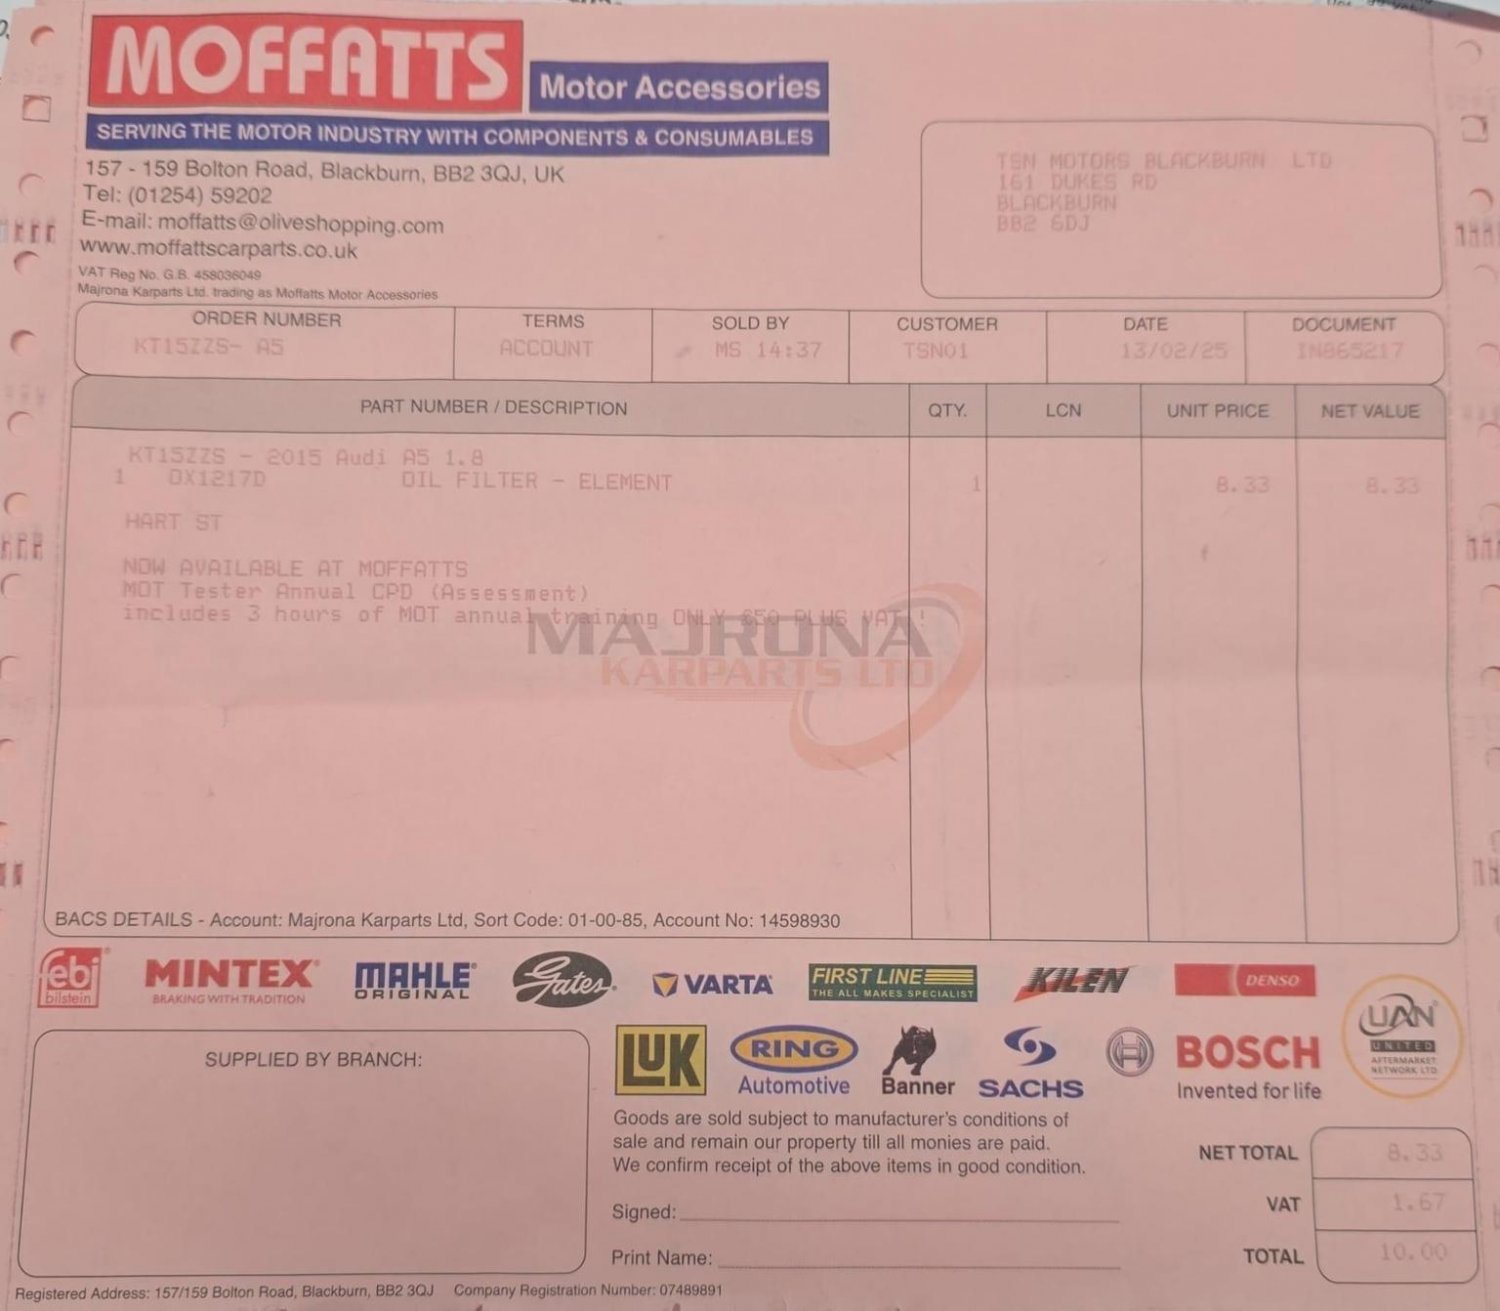 MOFFATTS
Motor Accessories
SERVING THE MOTOR INDUSTRY WITH COMPONENTS & CONSUMABLES
157 - 159 Bolton Road, Blackburn, BB2 3QJ, UK
Tel: (01254) 59202
E-mail: moffatts@oliveshopping.com
www.moffattscarparts.co.uk
VAT Reg No. G.B. 458036049
Majrona Karparts Ltd. trading as Moffatts Motor Accessories
TSN MOTORS BLACKBURN LTD
161 DUKES RD
BLACKBURN
BB2 6DJ
ORDER NUMBER TERMS SOLD BY CUSTOMER DATE DOCUMENT
KT15ZZS- A5 ACCOUNT MS 14:37 TSN01 13/02/25 IN865217
PART NUMBER / DESCRIPTION QTY. LCN UNIT PRICE NET VALUE
KT15ZZS - 2015 Audi A5 1.8
1 OX1217D OIL FILTER - ELEMENT 1 8.33 8.33
HART ST
NOW AVAILABLE AT MOFFATTS
MOT Tester Annual CPD (Assessment)
includes 3 hours of MOT annual training ONLY £50 PLUS VAT !
MAJRONA
KARPARTS LTD
BACS DETAILS - Account: Majrona Karparts Ltd, Sort Code: 01-00-85, Account No: 14598930
febi
bilstein
MINTEX
BRAKING WITH TRADITION
MAHLE
ORIGINAL
Gates
VARTA
FIRST LINE
THE ALL MAKES SPECIALIST
KILEN
DENSO
UAN
UNITED
AFTERMARKET
NETWORK LTD
LUK
RING
Automotive
Banner
SACHS
BOSCH
Invented for life
SUPPLIED BY BRANCH:
Goods are sold subject to manufacturer's conditions of
sale and remain our property till all monies are paid.
We confirm receipt of the above items in good condition.
Signed:
Print Name:
NET TOTAL 8.33
VAT 1.67
TOTAL 10.00
Registered Address: 157/159 Bolton Road, Blackburn, BB2 3QJ Company Registration Number: 07489891